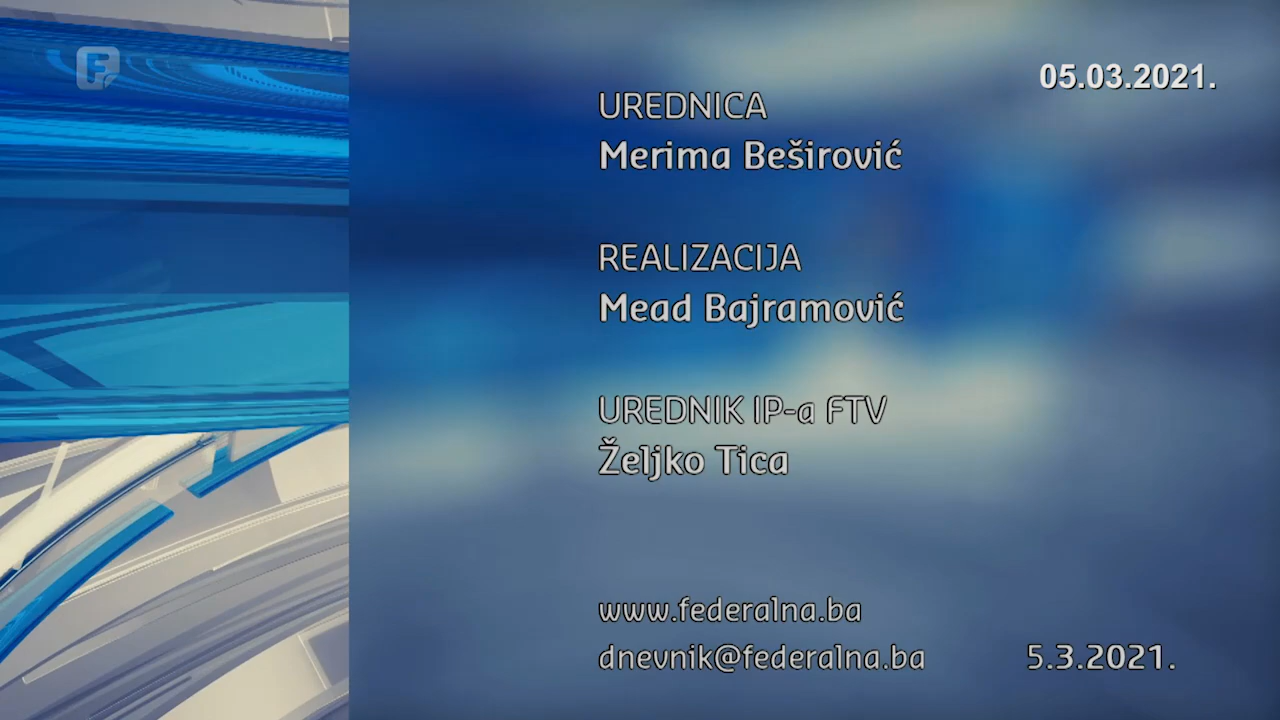 F
05.03.2021.
UREDNICA
Merima Beširović
REALIZACIJA
Mead Bajramović
UREDNIK IP-a FTV
Željko Tica
www.federalna.ba
dnevnik@federalna.ba
5.3.2021.